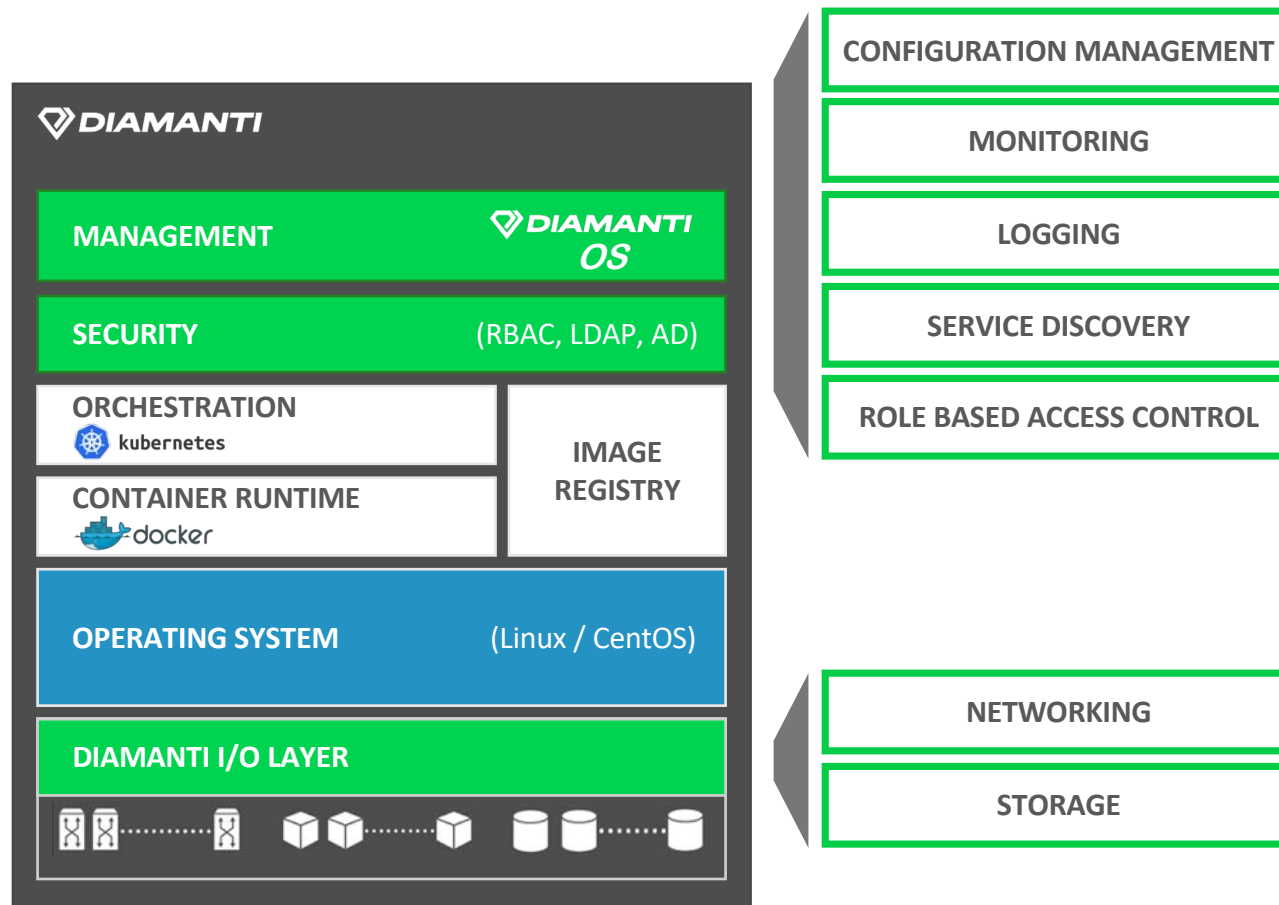 DIAMANTI
MANAGEMENT
DIAMANTI
OS
SECURITY (RBAC, LDAP, AD)
ORCHESTRATION
kubernetes
CONTAINER RUNTIME
docker
IMAGE
REGISTRY
OPERATING SYSTEM (Linux / CentOS)
DIAMANTI I/O LAYER
CONFIGURATION MANAGEMENT
MONITORING
LOGGING
SERVICE DISCOVERY
ROLE BASED ACCESS CONTROL
NETWORKING
STORAGE